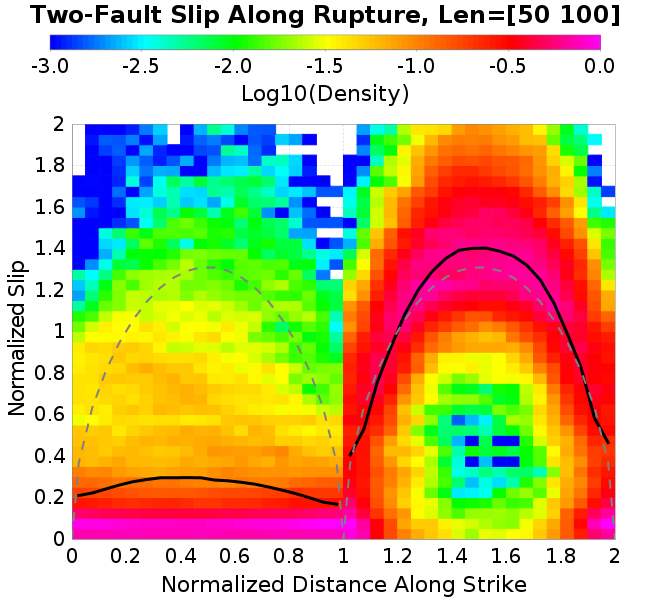 Two-Fault Slip Along Rupture, Len=[50 100]
-3.0 -2.5 -2.0 -1.5 -1.0 -0.5 0.0
Log10(Density)
Normalized Slip
2
1.8
1.6
1.4
1.2
1
0.8
0.6
0.4
0.2
0
0 0.2 0.4 0.6 0.8 1 1.2 1.4 1.6 1.8 2
Normalized Distance Along Strike